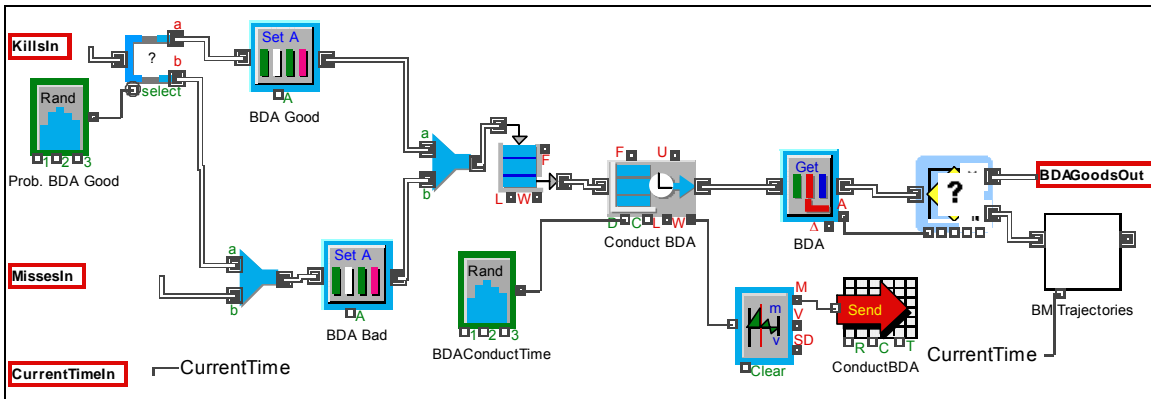 KillsIn
a
?
b
select
Rand
1 2 3
Prob. BDA Good
Set A
A
BDA Good
a
b
F
L W
F U
D C L W
Conduct BDA
Get
A
Δ
BDA
?
BDAGoodsOut
BM Trajectories
MissesIn
a
b
Set A
A
BDA Bad
Rand
1 2 3
BDAConductTime
m
v
M
V
SD
Clear
Send
R C T
ConductBDA
CurrentTime
CurrentTimeIn
CurrentTime